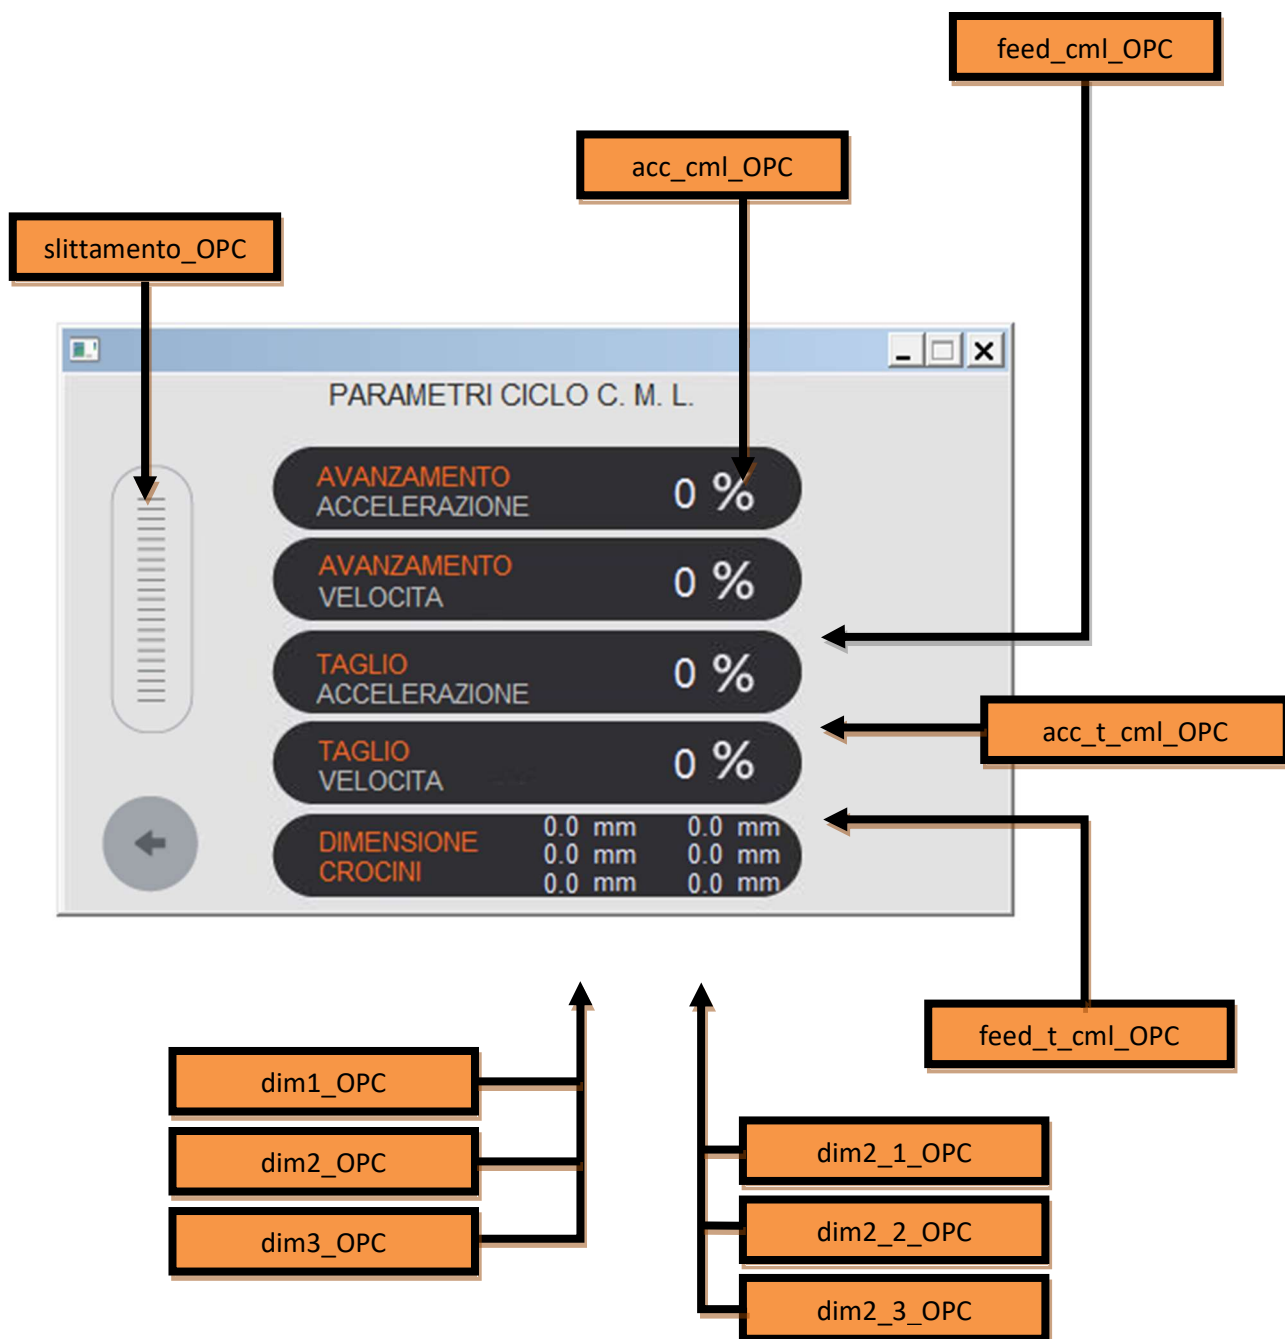 feed_cml_OPC
acc_cml_OPC
slittamento_OPC
PARAMETRI CICLO C. M. L.
AVANZAMENTO
ACCELERAZIONE
0 %
AVANZAMENTO
VELOCITA
0 %
TAGLIO
ACCELERAZIONE
0 %
acc_t_cml_OPC
TAGLIO
VELOCITA
0 %
DIMENSIONE
CROCINI
0.0 mm 0.0 mm
0.0 mm 0.0 mm
0.0 mm 0.0 mm
feed_t_cml_OPC
dim1_OPC
dim2_OPC
dim3_OPC
dim2_1_OPC
dim2_2_OPC
dim2_3_OPC